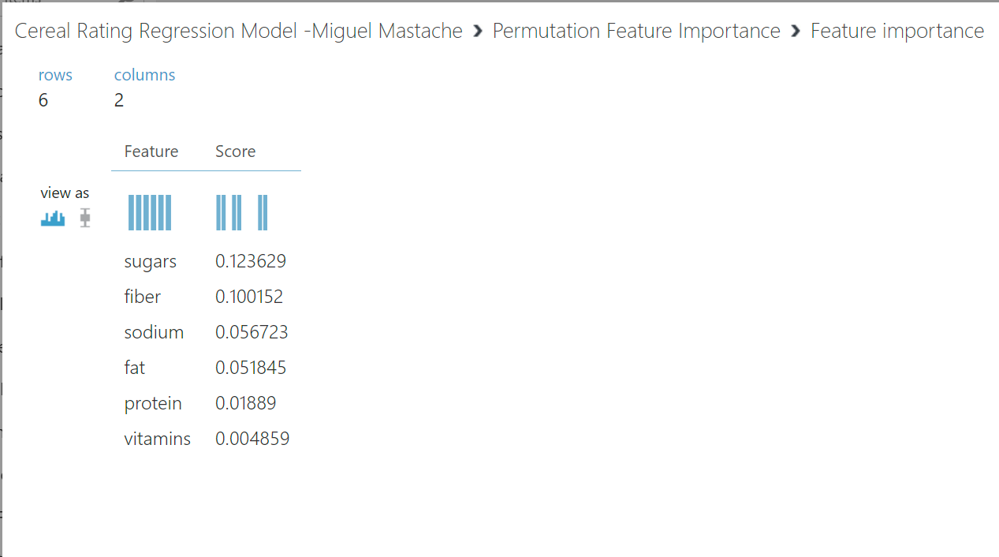 Cereal Rating Regression Model -Miguel Mastache ❯ Permutation Feature Importance ❯ Feature importance
rows columns
6 2
Feature Score
view as
sugars 0.123629
fiber 0.100152
sodium 0.056723
fat 0.051845
protein 0.01889
vitamins 0.004859